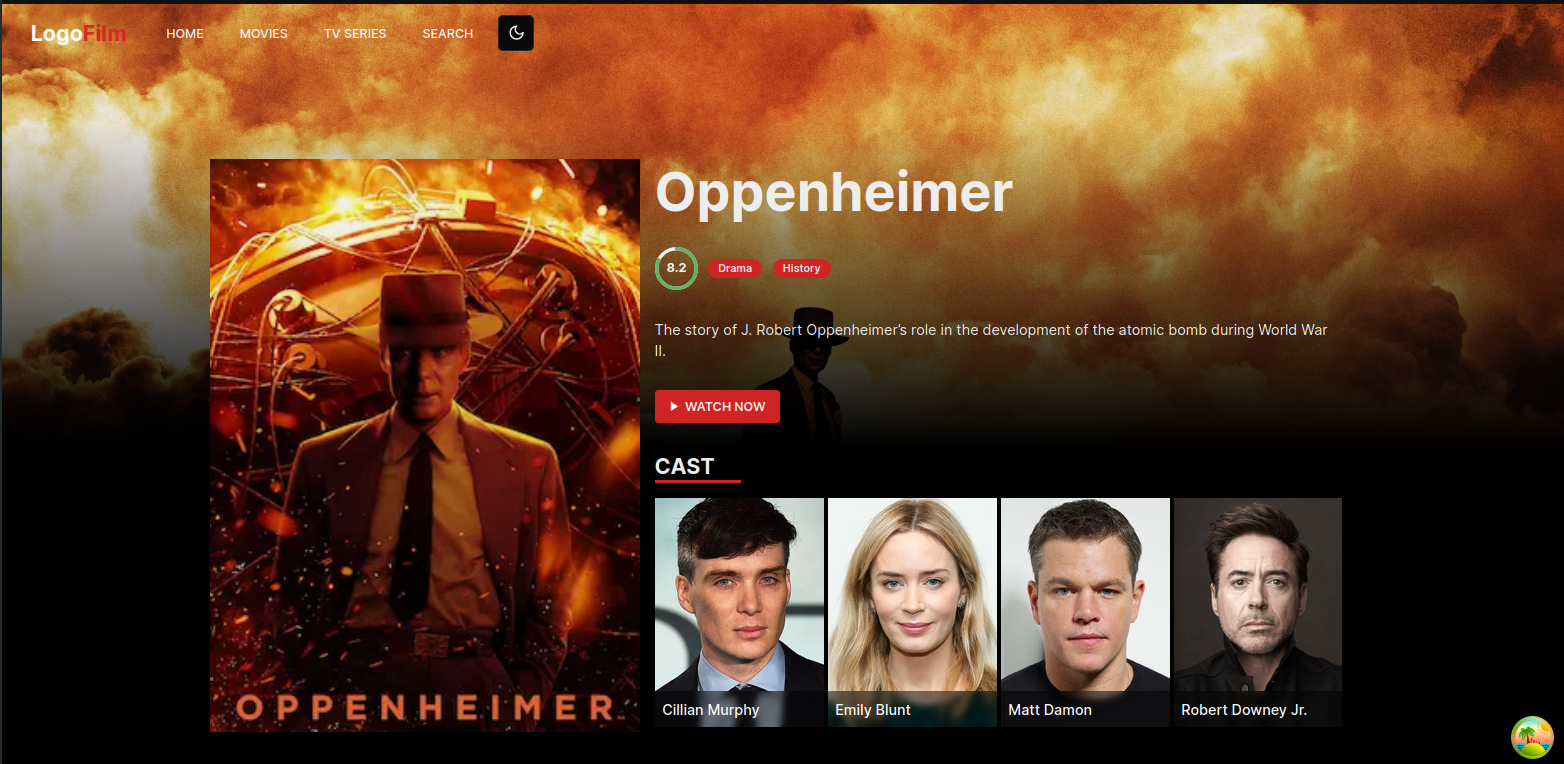 LogoFilm
HOME
MOVIES
TV SERIES
SEARCH
Oppenheimer
8.2
Drama
History
The story of J. Robert Oppenheimer’s role in the development of the atomic bomb during World War
II.
WATCH NOW
CAST
Cillian Murphy
Emily Blunt
Matt Damon
Robert Downey Jr.
OPPENHEIMER